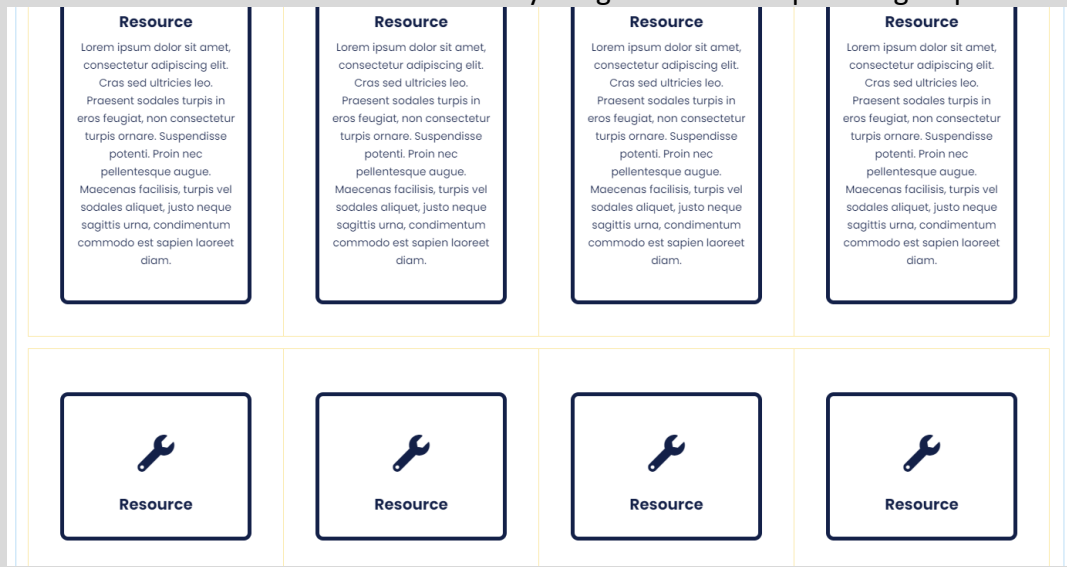 Resource Resource Resource Resource
Lorem ipsum dolor sit amet,
consectetur adipiscing elit.
Cras sed ultricies leo.
Praesent sodales turpis in
eros feugiat, non consectetur
turpis ornare. Suspendisse
potenti. Proin nec
pellentesque augue.
Maecenas facilisis, turpis vel
sodales aliquet, justo neque
sagittis urna, condimentum
commodo est sapien laoreet
diam.
Lorem ipsum dolor sit amet,
consectetur adipiscing elit.
Cras sed ultricies leo.
Praesent sodales turpis in
eros feugiat, non consectetur
turpis ornare. Suspendisse
potenti. Proin nec
pellentesque augue.
Maecenas facilisis, turpis vel
sodales aliquet, justo neque
sagittis urna, condimentum
commodo est sapien laoreet
diam.
Lorem ipsum dolor sit amet,
consectetur adipiscing elit.
Cras sed ultricies leo.
Praesent sodales turpis in
eros feugiat, non consectetur
turpis ornare. Suspendisse
potenti. Proin nec
pellentesque augue.
Maecenas facilisis, turpis vel
sodales aliquet, justo neque
sagittis urna, condimentum
commodo est sapien laoreet
diam.
Lorem ipsum dolor sit amet,
consectetur adipiscing elit.
Cras sed ultricies leo.
Praesent sodales turpis in
eros feugiat, non consectetur
turpis ornare. Suspendisse
potenti. Proin nec
pellentesque augue.
Maecenas facilisis, turpis vel
sodales aliquet, justo neque
sagittis urna, condimentum
commodo est sapien laoreet
diam.
Resource Resource Resource Resource